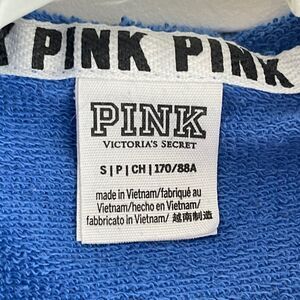 K PINK PINK
PINK
VICTORIA'S SECRET
S | P | CH | 170/88A
made in Vietnam/fabriqué au
Vietnam/hecho en Vietnam/
fabbricato in Vietnam/ 越南制造